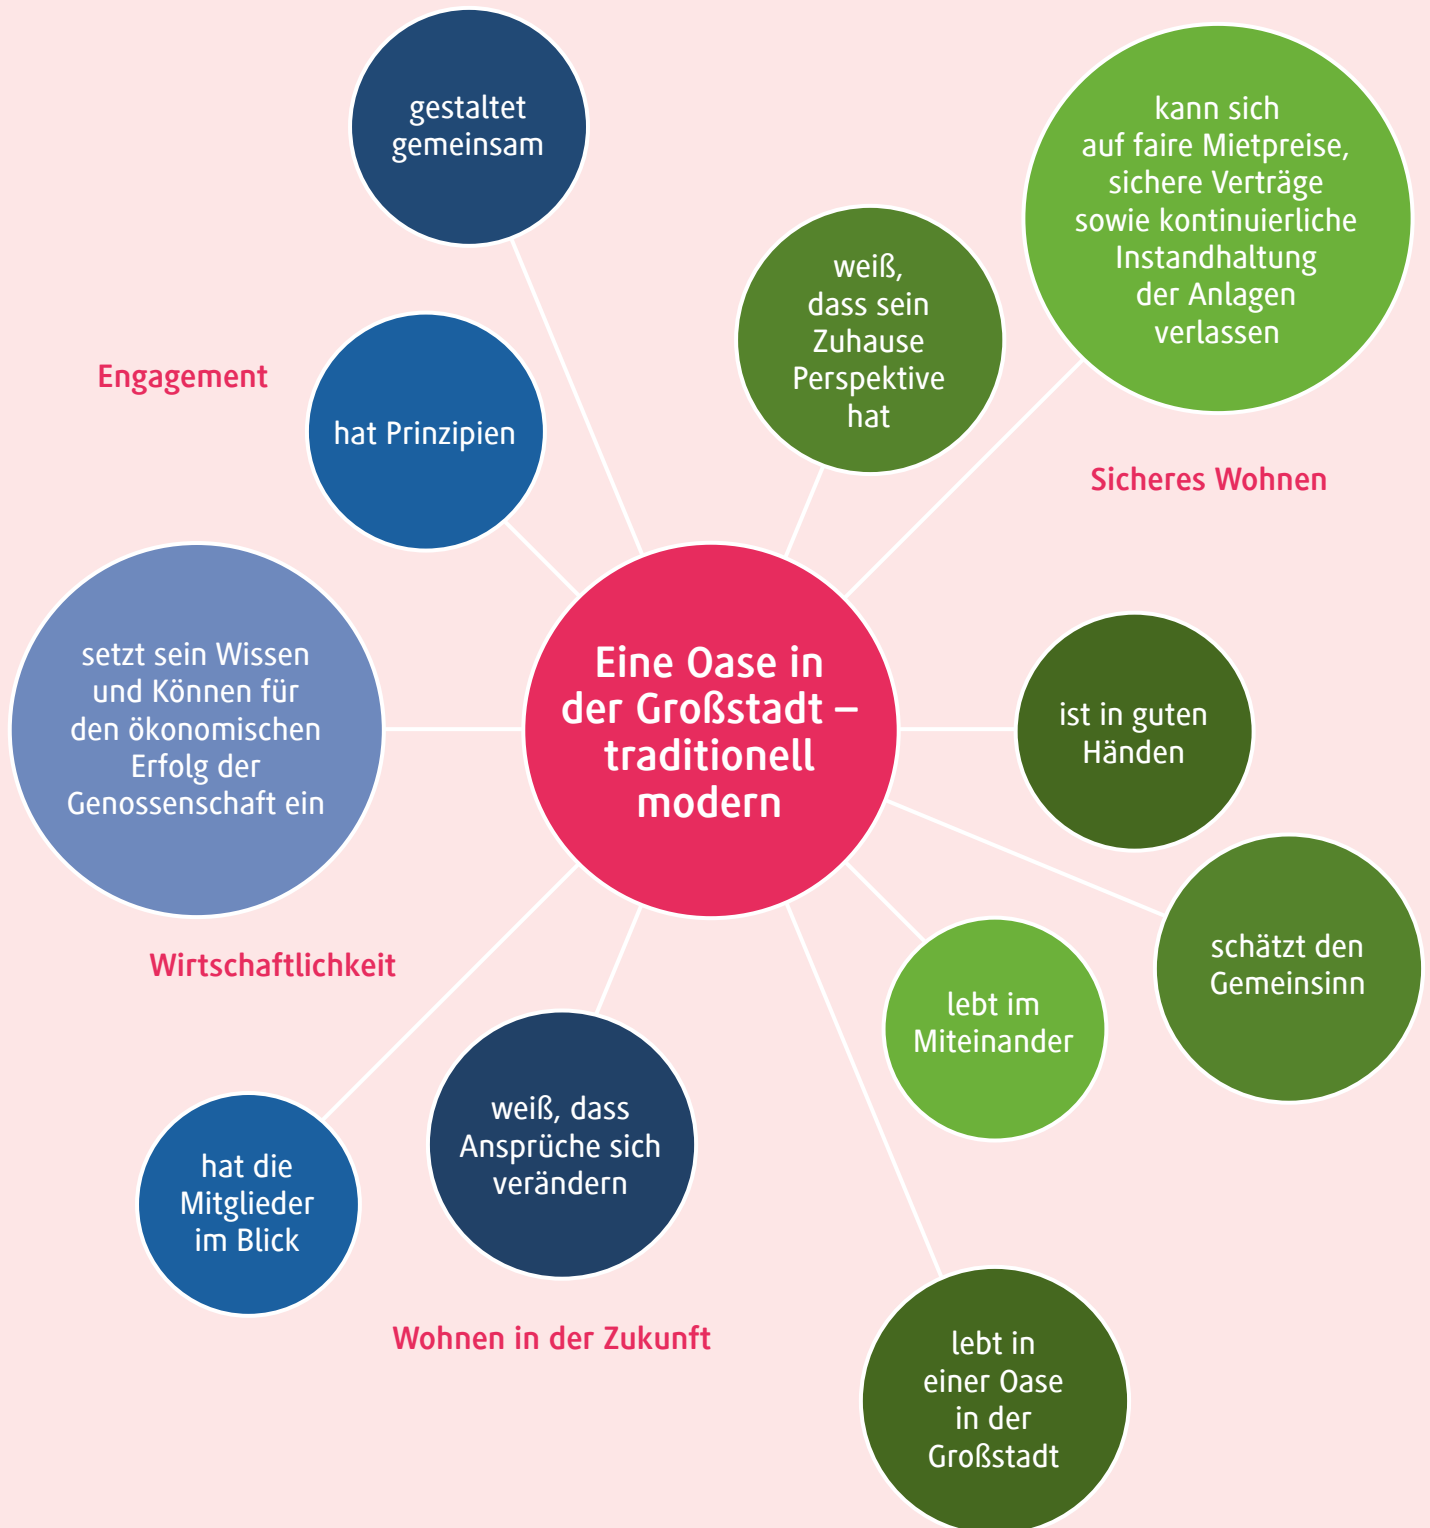 gestaltet
gemeinsam
kann sich
auf faire Mietpreise,
sichere Verträge
sowie kontinuierliche
Instandhaltung
der Anlagen
verlassen
weiß,
dass sein
Zuhause
Perspektive
hat
Engagement
hat Prinzipien
Sicheres Wohnen
setzt sein Wissen
und Können für
den ökonomischen
Erfolg der
Genossenschaft ein
Eine Oase in
der Großstadt –
traditionell
modern
ist in guten
Händen
Wirtschaftlichkeit
schätzt den
Gemeinsinn
lebt im
Miteinander
weiß, dass
Ansprüche sich
verändern
hat die
Mitglieder
im Blick
Wohnen in der Zukunft
lebt in
einer Oase
in der
Großstadt